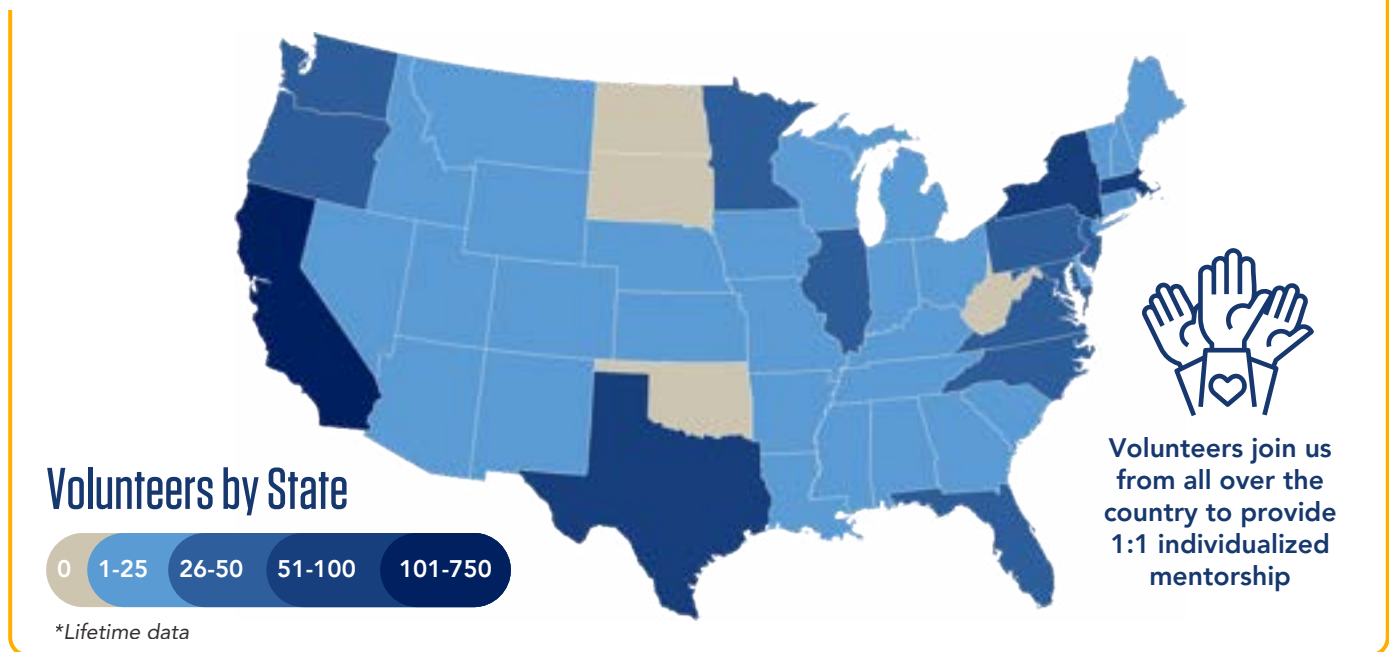 Volunteers by State
0 1-25 26-50 51-100 101-750
*Lifetime data
Volunteers join us
from all over the
country to provide
1:1 individualized
mentorship